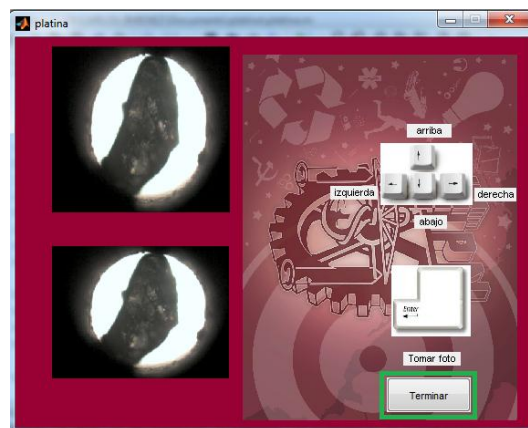 platina
arriba
izquierda
derecha
abajo
Enter
Tomar foto
Terminar